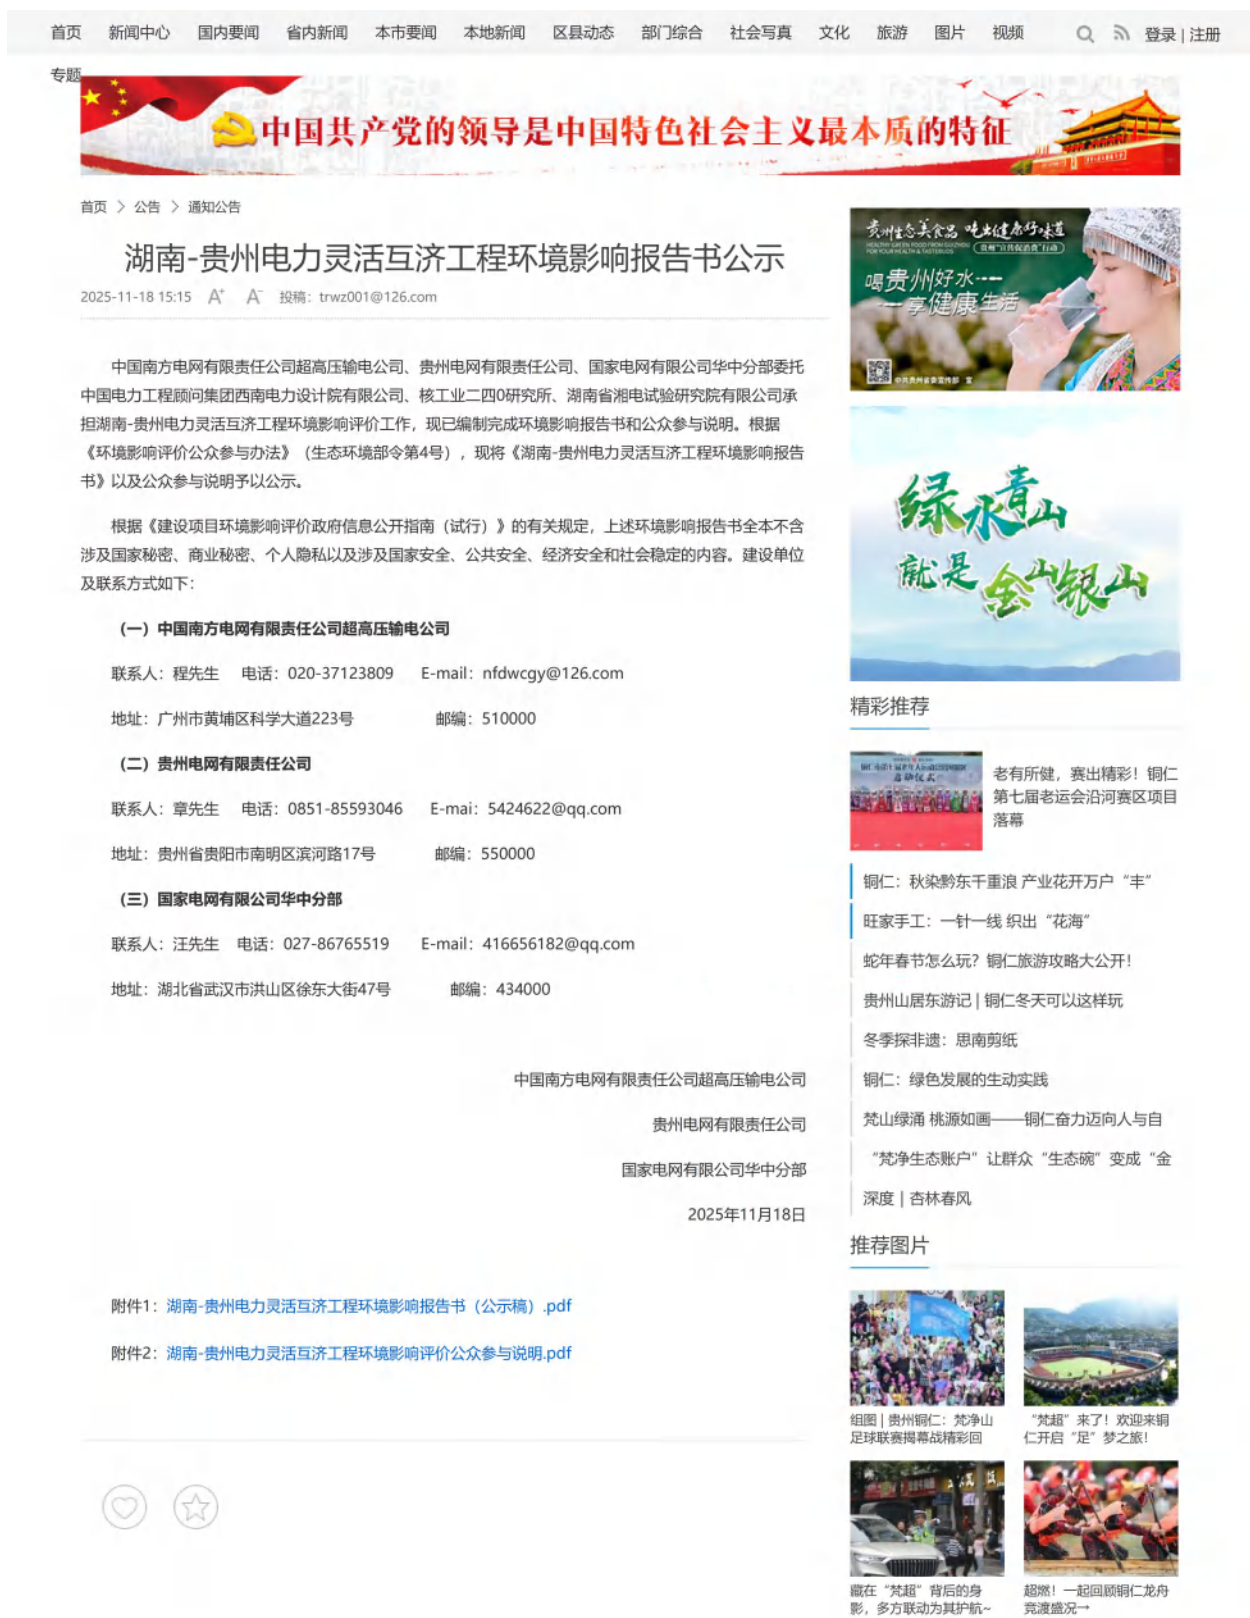 首页 新闻中心 国内要闻 省内新闻 本市要闻 本地新闻 区县动态 部门综合 社会写真 文化 旅游 图片 视频 登录 | 注册
专题
中国共产党的领导是中国特色社会主义最本质的特征
首页 > 公告 > 通知公告
湖南-贵州电力灵活互济工程环境影响报告书公示
2025-11-18 15:15 A+ A- 投稿：trwz001@126.com
中国南方电网有限责任公司超高压输电公司、贵州电网有限责任公司、国家电网有限公司华中分部委托
中国电力工程顾问集团西南电力设计院有限公司、核工业二四0研究所、湖南省湘电试验研究院有限公司承
担湖南-贵州电力灵活互济工程环境影响评价工作，现已编制完成环境影响报告书和公众参与说明。根据
《环境影响评价公众参与办法》（生态环境部令第4号），现将《湖南-贵州电力灵活互济工程环境影响报告
书》以及公众参与说明予以公示。
根据《建设项目环境影响评价政府信息公开指南（试行）》的有关规定，上述环境影响报告书全本不含
涉及国家秘密、商业秘密、个人隐私以及涉及国家安全、公共安全、经济安全和社会稳定的内容。建设单位
及联系方式如下：
（一）中国南方电网有限责任公司超高压输电公司
联系人：程先生 电话：020-37123809 E-mail：nfdwcgy@126.com
地址：广州市黄埔区科学大道223号 邮编：510000
（二）贵州电网有限责任公司
联系人：章先生 电话：0851-85593046 E-mai：5424622@qq.com
地址：贵州省贵阳市南明区滨河路17号 邮编：550000
（三）国家电网有限公司华中分部
联系人：汪先生 电话：027-86765519 E-mail：416656182@qq.com
地址：湖北省武汉市洪山区徐东大街47号 邮编：434000
中国南方电网有限责任公司超高压输电公司
贵州电网有限责任公司
国家电网有限公司华中分部
2025年11月18日
附件1：湖南-贵州电力灵活互济工程环境影响报告书（公示稿）.pdf
附件2：湖南-贵州电力灵活互济工程环境影响评价公众参与说明.pdf
贵州生态美食品 吃出健康好味道
HEALTHY GREEN FOOD FROM GUIZHOU
FOR YOUR HEALTH & TASTEBUDS
贵州“宣传促消费”行动
喝贵州好水
享健康生活
中共贵州省委宣传部 宣
绿水青山
就是金山银山
精彩推荐
启动仪式
老有所健，赛出精彩！铜仁
第七届老运会沿河赛区项目
落幕
铜仁：秋染黔东千重浪 产业花开万户“丰”
旺家手工：一针一线 织出“花海”
蛇年春节怎么玩？铜仁旅游攻略大公开！
贵州山居东游记 | 铜仁冬天可以这样玩
冬季探非遗：思南剪纸
铜仁：绿色发展的生动实践
梵山绿涌 桃源如画——铜仁奋力迈向人与自
“梵净生态账户”让群众“生态碗”变成“金
深度 | 杏林春风
推荐图片
组图 | 贵州铜仁：梵净山
足球联赛揭幕战精彩回
“梵超”来了！欢迎来铜
仁开启“足”梦之旅！
藏在“梵超”背后的身
影，多方联动为其护航~
超燃！一起回顾铜仁龙舟
竞渡盛况→